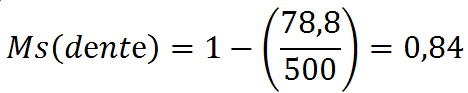 Ms(dente) = 1 − (78,8/500) = 0,84